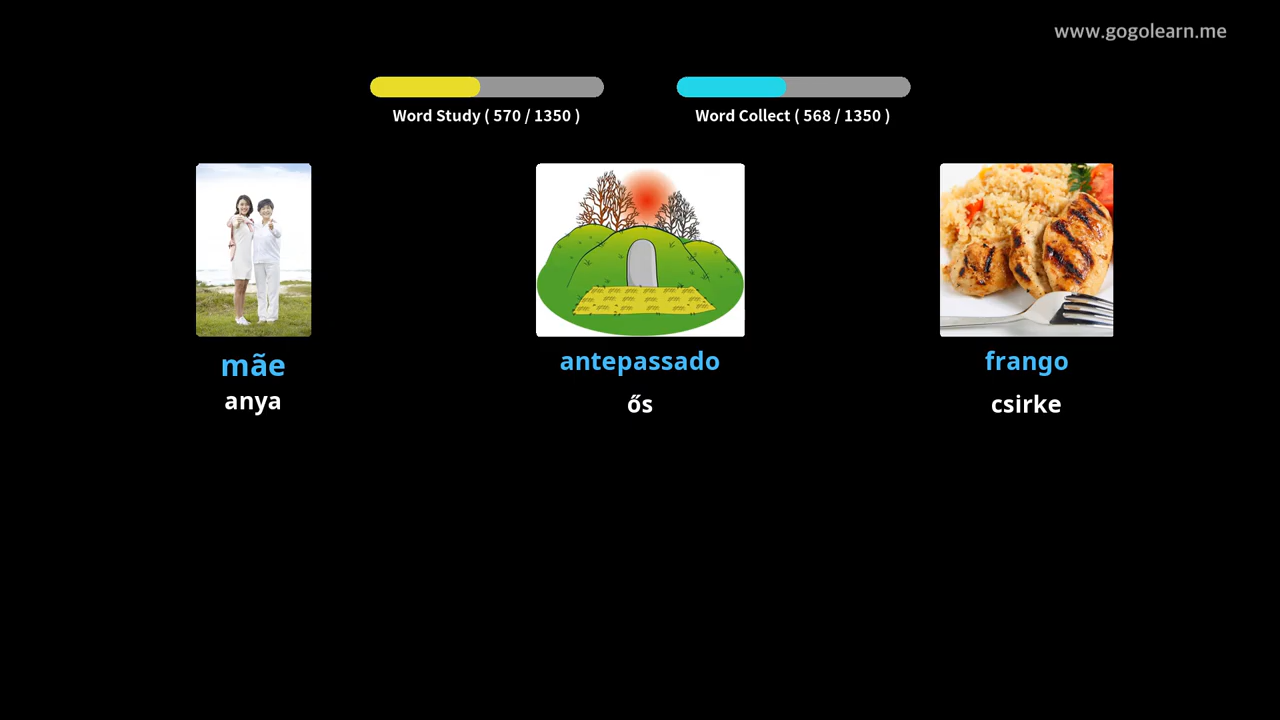 www.gogolearn.me
Word Study ( 570 / 1350 )
Word Collect ( 568 / 1350 )
mãe
anya
antepassado
ős
frango
csirke